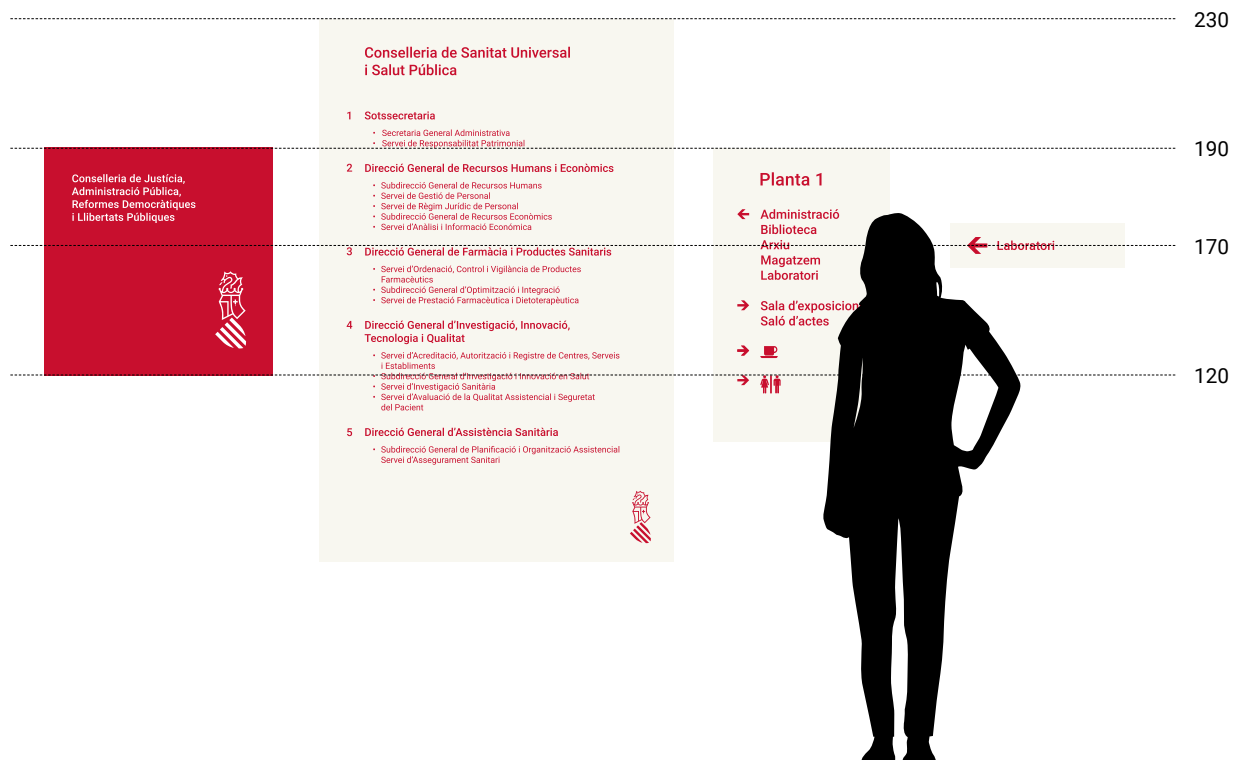 230
Conselleria de Sanitat Universal
i Salut Pública
1 Sotssecretaria
• Secretaria General Administrativa
• Servei de Responsabilitat Patrimonial
2 Direcció General de Recursos Humans i Econòmics
• Subdirecció General de Recursos Humans
• Servei de Gestió de Personal
• Servei de Règim Jurídic de Personal
• Subdirecció General de Recursos Econòmics
• Servei d'Anàlisi i Informació Económica
3 Direcció General de Farmàcia i Productes Sanitaris
• Servei d'Ordenació, Control i Vigilància de Productes
Farmacèutics
• Subdirecció General d'Optimització i Integració
• Servei de Prestació Farmacèutica i Dietoterapèutica
4 Direcció General d'Investigació, Innovació,
Tecnologia i Qualitat
• Servei d'Acreditació, Autorització i Registre de Centres, Serveis
i Establiments
• Subdirecció General d'Investigació i Innovació en Salut
• Servei d'Investigació Sanitària
• Servei d'Avaluació de la Qualitat Assistencial i Seguretat
del Pacient
5 Direcció General d'Assistència Sanitària
• Subdirecció General de Planificació i Organització Assistencial
Servei d'Assegurament Sanitari
190
Conselleria de Justícia,
Administració Pública,
Reformes Democràtiques
i Llibertats Públiques
Planta 1
← Administració
Biblioteca
Arxiu
Magatzem
Laboratori
→ Sala d'exposicion
Saló d'actes
→
→
← Laboratori
170
120